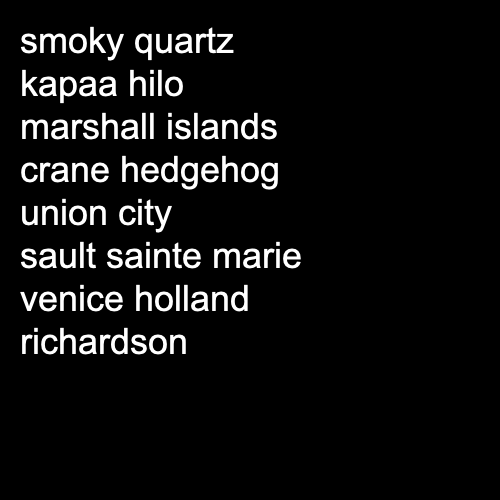 smoky quartz
kapaa hilo
marshall islands
crane hedgehog
union city
sault sainte marie
venice holland
richardson